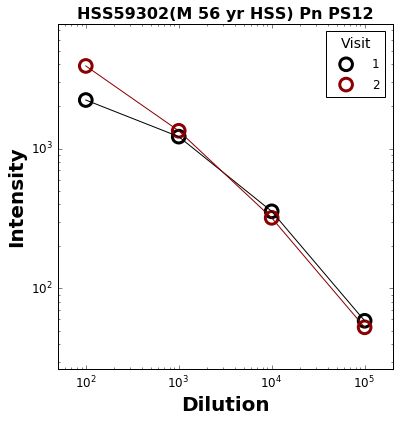 HSS59302(M 56 yr HSS) Pn PS12
Visit
1
2
Intensity
10³
10²
10² 10³ 10⁴ 10⁵
Dilution